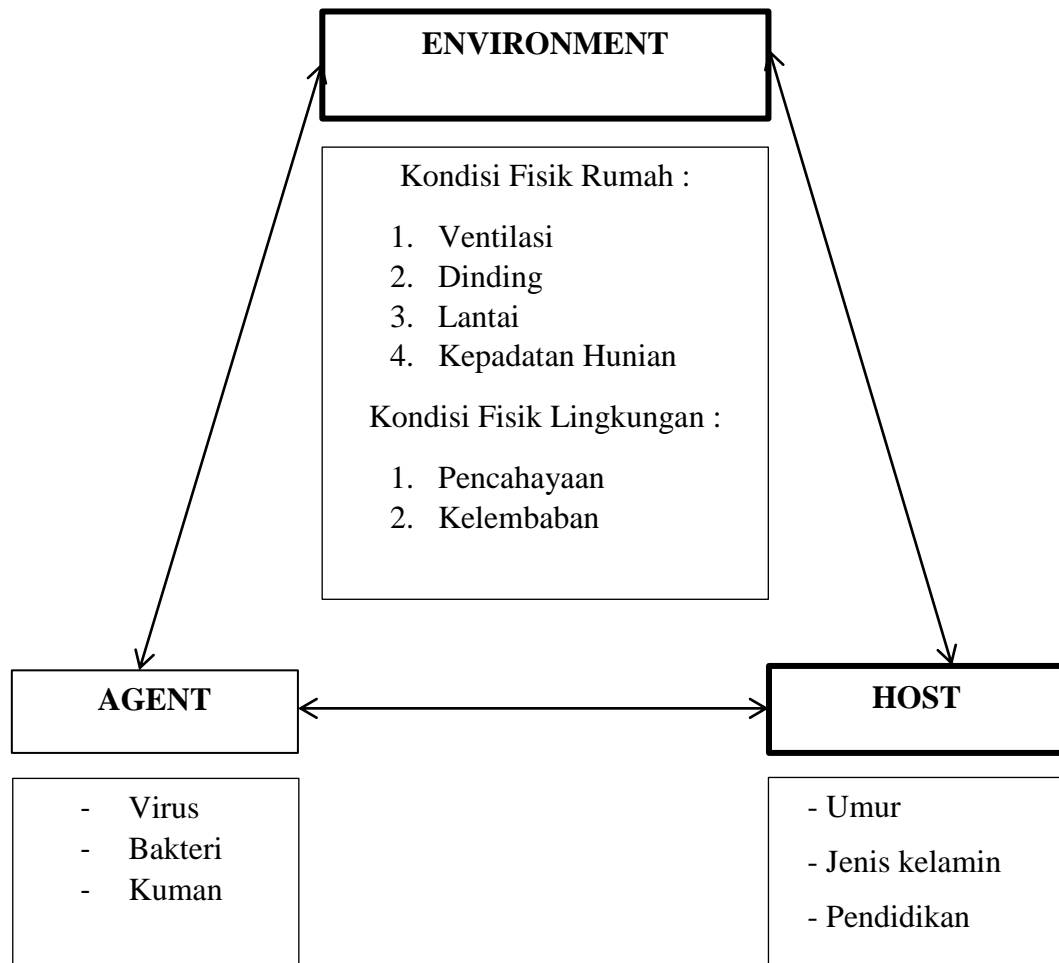 ENVIRONMENT
Kondisi Fisik Rumah :
1. Ventilasi
2. Dinding
3. Lantai
4. Kepadatan Hunian
Kondisi Fisik Lingkungan :
1. Pencahayaan
2. Kelembaban
AGENT
- Virus
- Bakteri
- Kuman
HOST
- Umur
- Jenis kelamin
- Pendidikan